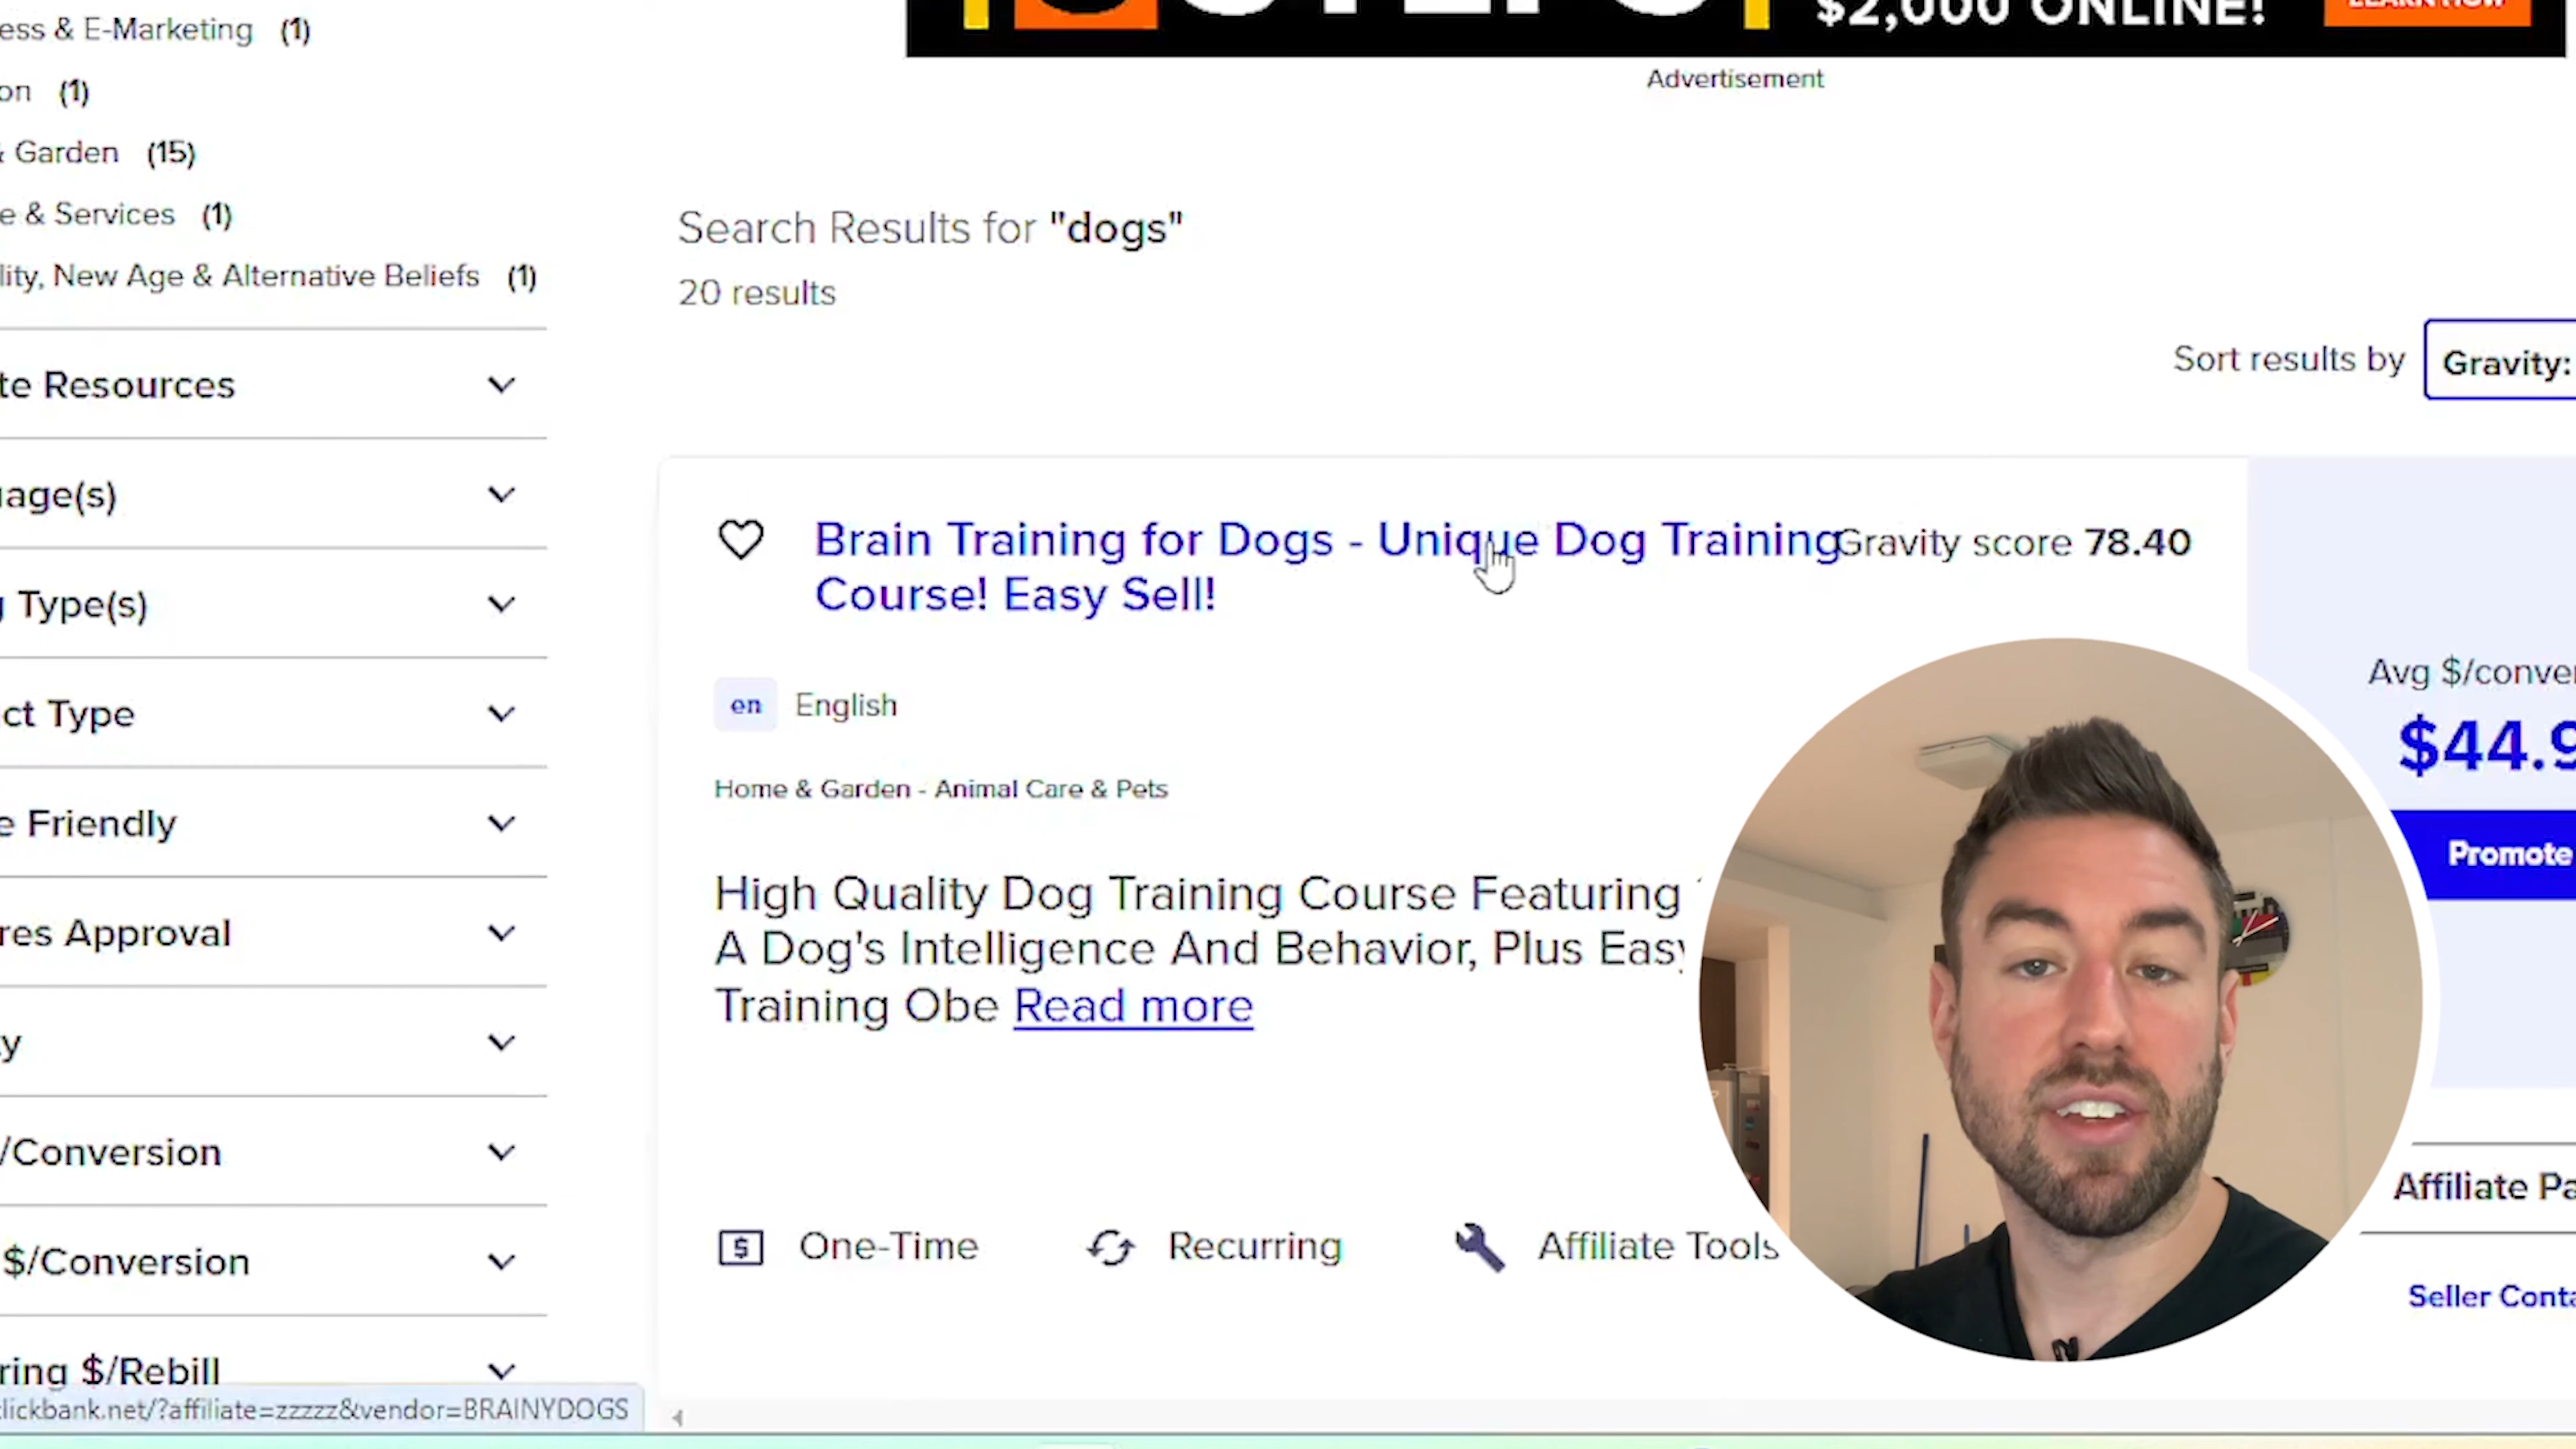 $2,000 ONLINE!
LEARN HOW
Advertisement
ess & E-Marketing (1)
on (1)
& Garden (15)
e & Services (1)
lity, New Age & Alternative Beliefs (1)
te Resources
uage(s)
g Type(s)
ct Type
e Friendly
res Approval
ty
/Conversion
$/Conversion
ring $/Rebill
lickbank.net/?affiliate=zzzzz&vendor=BRAINYDOGS
Search Results for "dogs"
20 results
Sort results by Gravity:
Brain Training for Dogs - Unique Dog Training
Course! Easy Sell!
Gravity score 78.40
en English
Home & Garden - Animal Care & Pets
High Quality Dog Training Course Featuring
A Dog's Intelligence And Behavior, Plus Easy
Training Obe Read more
One-Time Recurring Affiliate Tools
Avg $/conve
$44.9
Promote
Affiliate Pa
Seller Conta